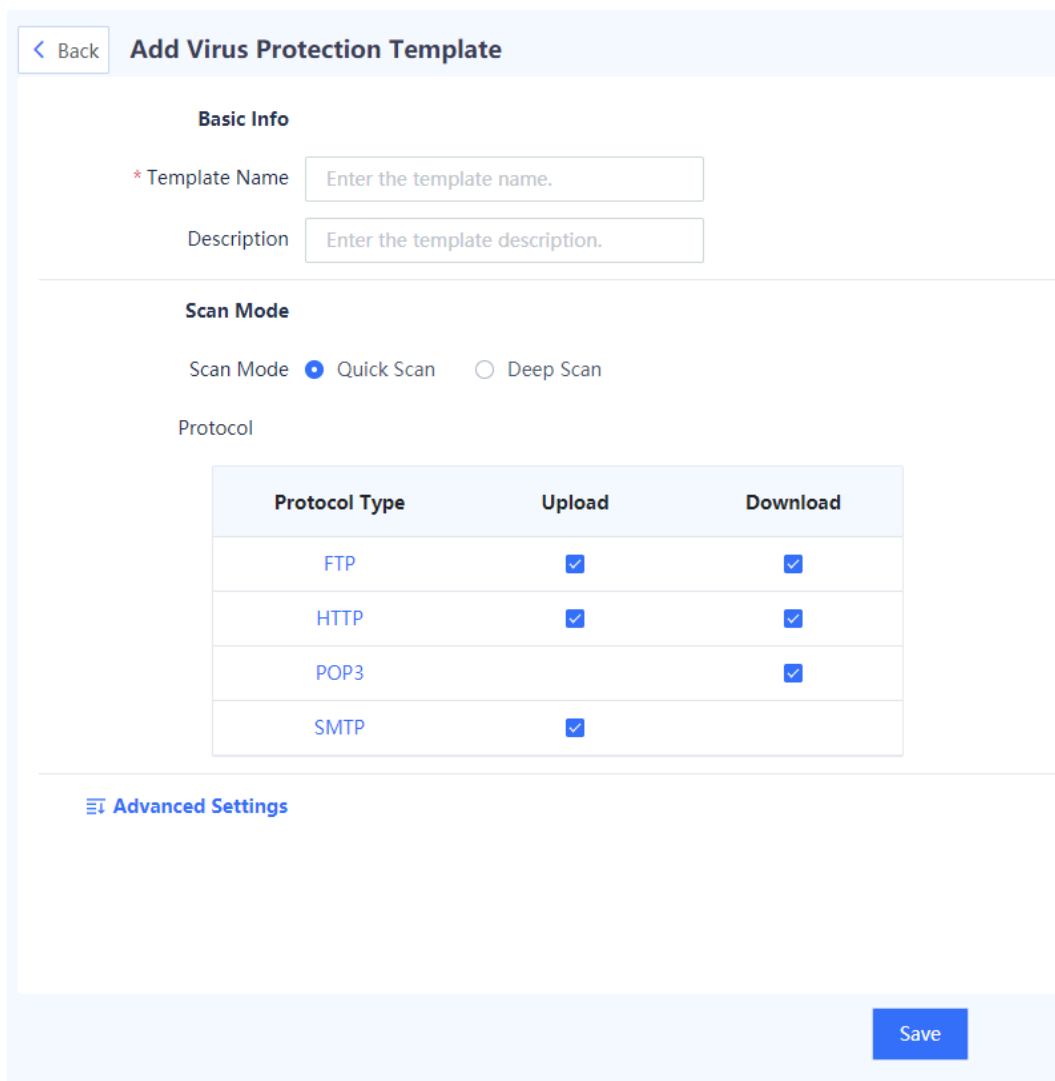 Back Add Virus Protection Template
Basic Info
* Template Name Enter the template name.
Description Enter the template description.
Scan Mode
Scan Mode Quick Scan Deep Scan
Protocol
Protocol Type Upload Download
FTP
HTTP
POP3
SMTP
Advanced Settings
Save